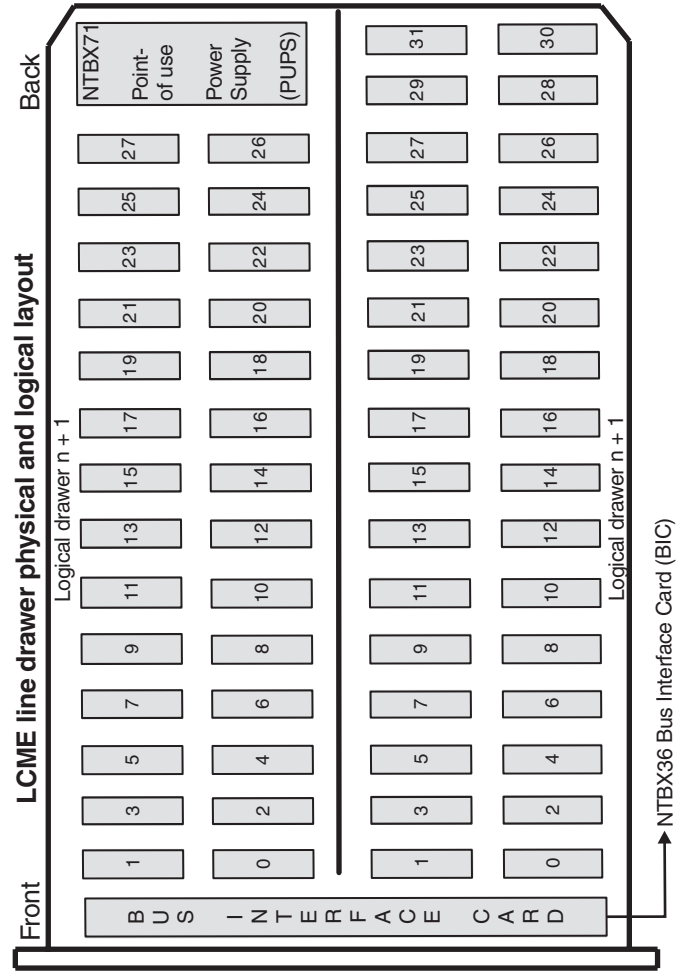 LCME line drawer physical and logical layout
Front
Back
Logical drawer n + 1
1 3 5 7 9 11 13 15 17 19 21 23 25 27
0 2 4 6 8 10 12 14 16 18 20 22 24 26
NTBX71
Point-
of use
Power
Supply
(PUPS)
BUS INTERFACE CARD
1 3 5 7 9 11 13 15 17 19 21 23 25 27 29 31
0 2 4 6 8 10 12 14 16 18 20 22 24 26 28 30
Logical drawer n + 1
NTBX36 Bus Interface Card (BIC)